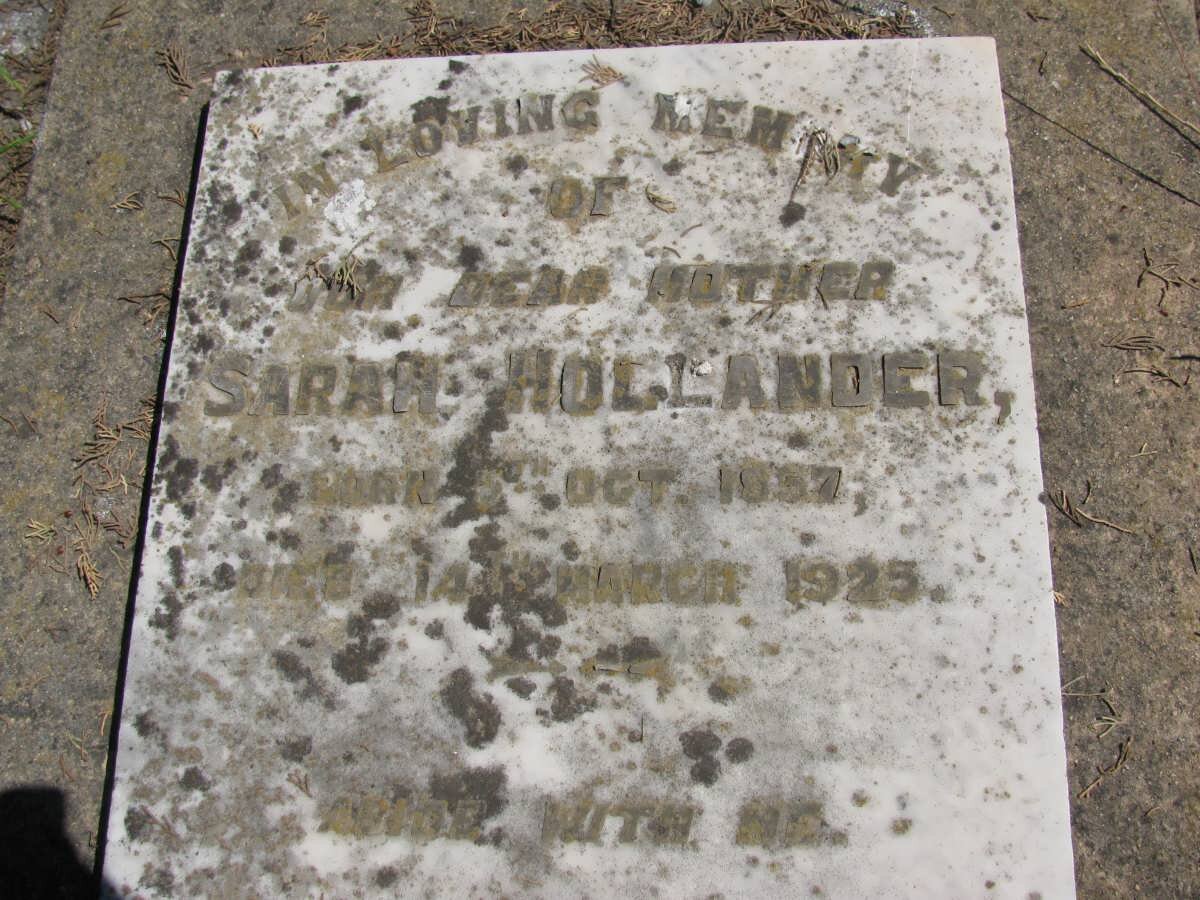 IN LOVING MEMORY
OF
OUR DEAR MOTHER
SARAH HOLLANDER,
BORN 5TH OCT. 1857,
DIED 14TH MARCH 1925.
ABIDE WITH ME